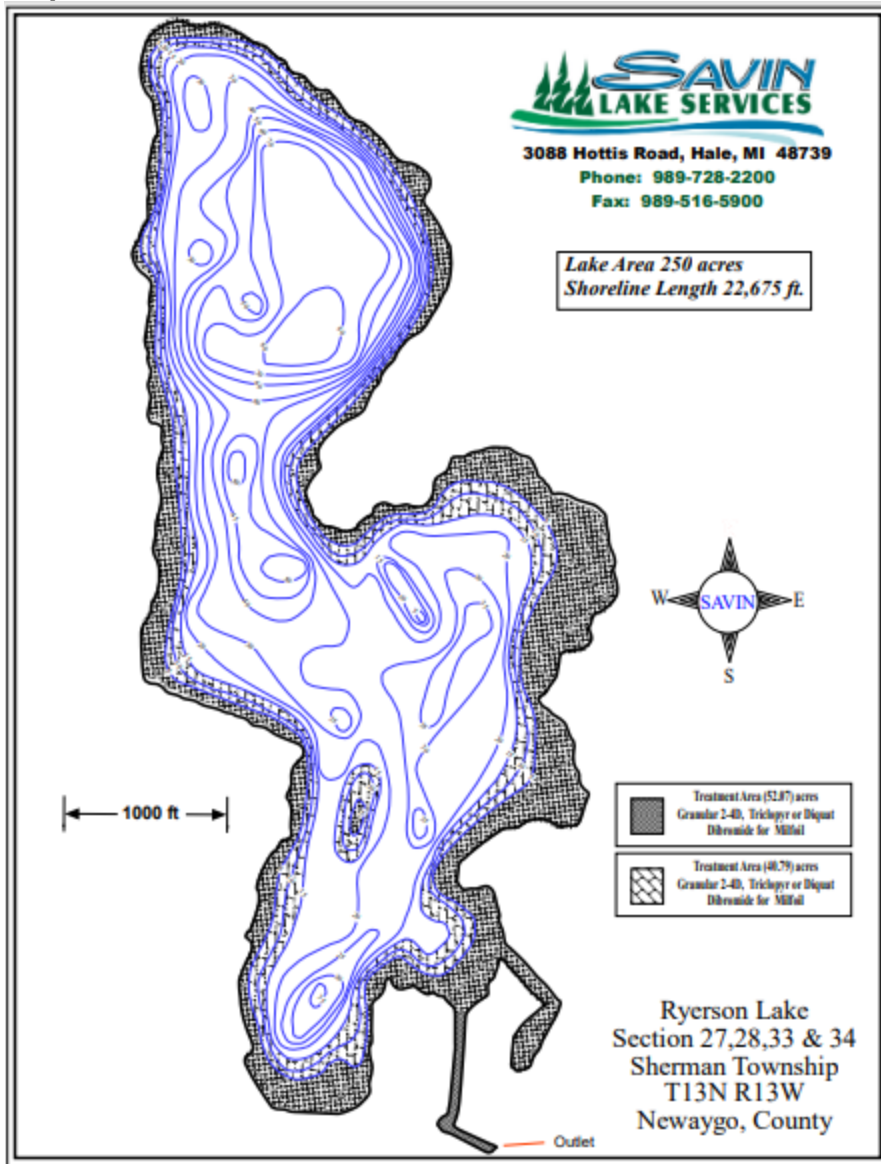 SAVIN
LAKE SERVICES
3088 Hottis Road, Hale, MI 48739
Phone: 989-728-2200
Fax: 989-516-5900
Lake Area 250 acres
Shoreline Length 22,675 ft.
W
SAVIN
E
S
1000 ft
Treatment Area (52.07) acres
Granular 2-4D, Triclopyr or Diquat
Dibromide for Milfoil
Treatment Area (40.79) acres
Granular 2-4D, Triclopyr or Diquat
Dibromide for Milfoil
Ryerson Lake
Section 27,28,33 & 34
Sherman Township
T13N R13W
Newaygo, County
Outlet